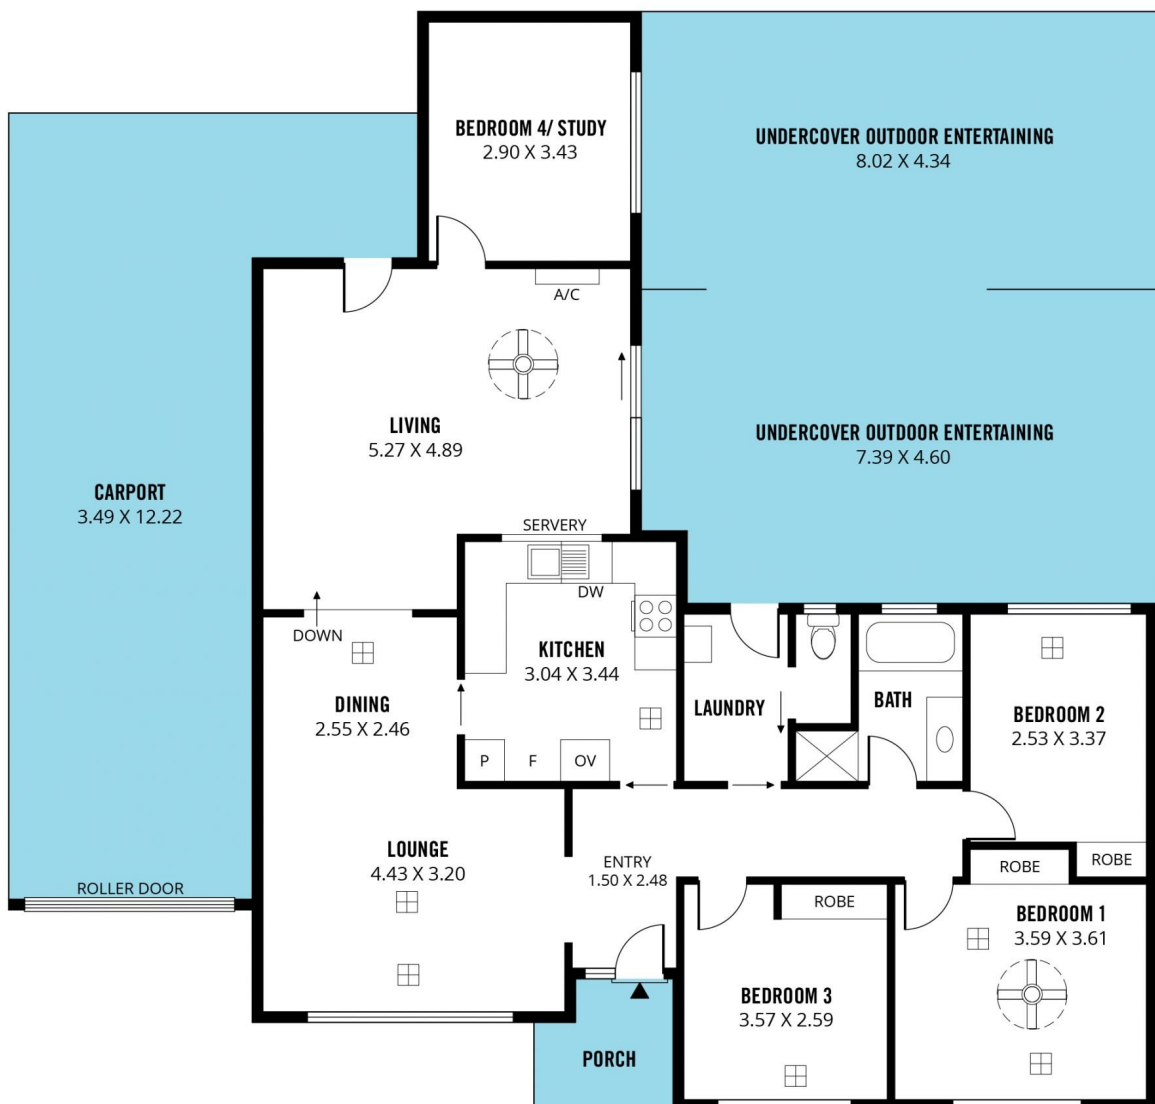 BEDROOM 4/ STUDY
2.90 X 3.43
UNDERCOVER OUTDOOR ENTERTAINING
8.02 X 4.34
A/C
LIVING
5.27 X 4.89
UNDERCOVER OUTDOOR ENTERTAINING
7.39 X 4.60
CARPORT
3.49 X 12.22
SERVERY
DW
DOWN
KITCHEN
3.04 X 3.44
DINING
2.55 X 2.46
LAUNDRY
BATH
BEDROOM 2
2.53 X 3.37
P
F
OV
LOUNGE
4.43 X 3.20
ENTRY
1.50 X 2.48
ROBE
ROBE
ROLLER DOOR
ROBE
BEDROOM 1
3.59 X 3.61
BEDROOM 3
3.57 X 2.59
PORCH